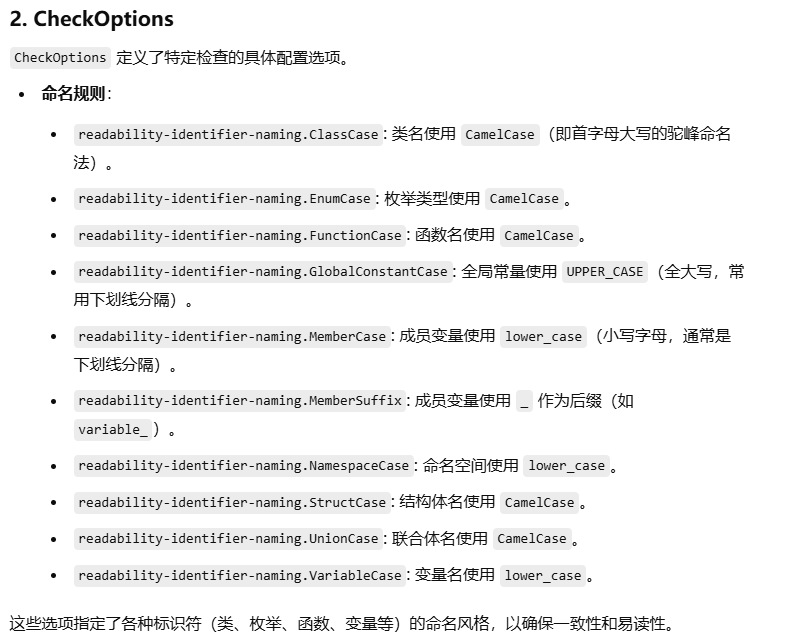 2. CheckOptions
CheckOptions 定义了特定检查的具体配置选项。
• 命名规则：
• readability-identifier-naming.ClassCase: 类名使用 CamelCase（即首字母大写的驼峰命名
法）。
• readability-identifier-naming.EnumCase: 枚举类型使用 CamelCase。
• readability-identifier-naming.FunctionCase: 函数名使用 CamelCase。
• readability-identifier-naming.GlobalConstantCase: 全局常量使用 UPPER_CASE（全大写，常
用下划线分隔）。
• readability-identifier-naming.MemberCase: 成员变量使用 lower_case（小写字母，通常是
下划线分隔）。
• readability-identifier-naming.MemberSuffix: 成员变量使用 _ 作为后缀（如
variable_）。
• readability-identifier-naming.NamespaceCase: 命名空间使用 lower_case。
• readability-identifier-naming.StructCase: 结构体名使用 CamelCase。
• readability-identifier-naming.UnionCase: 联合体名使用 CamelCase。
• readability-identifier-naming.VariableCase: 变量名使用 lower_case。
这些选项指定了各种标识符（类、枚举、函数、变量等）的命名风格，以确保一致性和易读性。